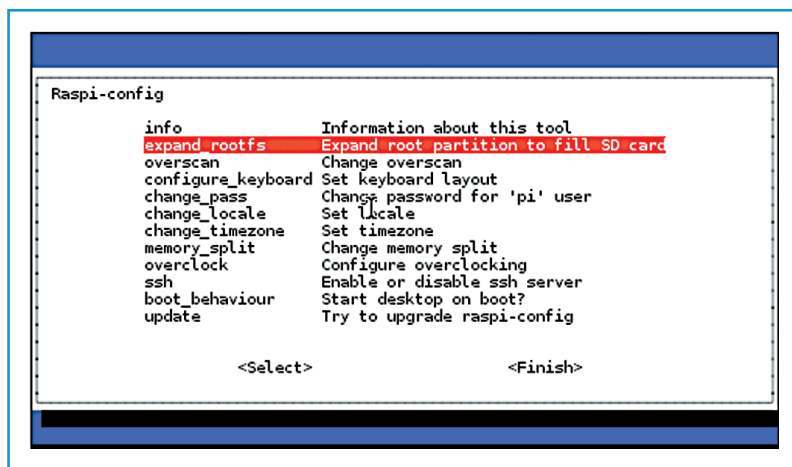 Raspi-config
info Information about this tool
expand_rootfs Expand root partition to fill SD card
overscan Change overscan
configure_keyboard Set keyboard layout
change_pass Change password for 'pi' user
change_locale Set locale
change_timezone Set timezone
memory_split Change memory split
overclock Configure overclocking
ssh Enable or disable ssh server
boot_behaviour Start desktop on boot?
update Try to upgrade raspi-config
<Select> <Finish>